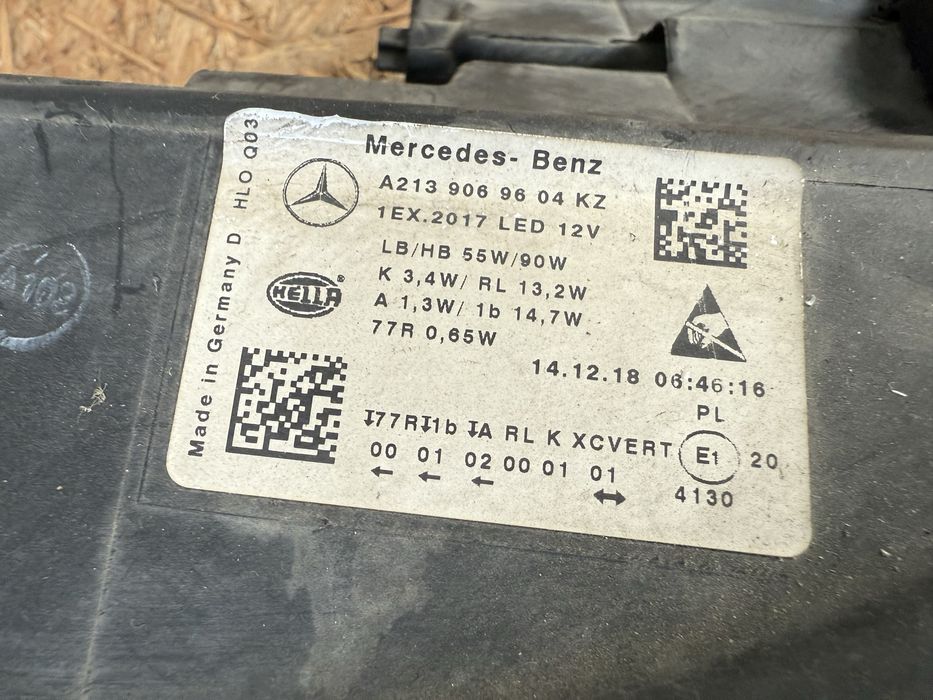 Mercedes- Benz
A213 906 96 04 KZ
1EX.2017 LED 12V
LB/HB 55W/90W
K 3,4W/ RL 13,2W
A 1,3W/ 1b 14,7W
77R 0,65W
HELLA®
14.12.18 06:46:16
PL
77R 1b A RL K XCVERT E1 20
00 01 02 00 01 01
4130
Made in Germany D HLO Q03